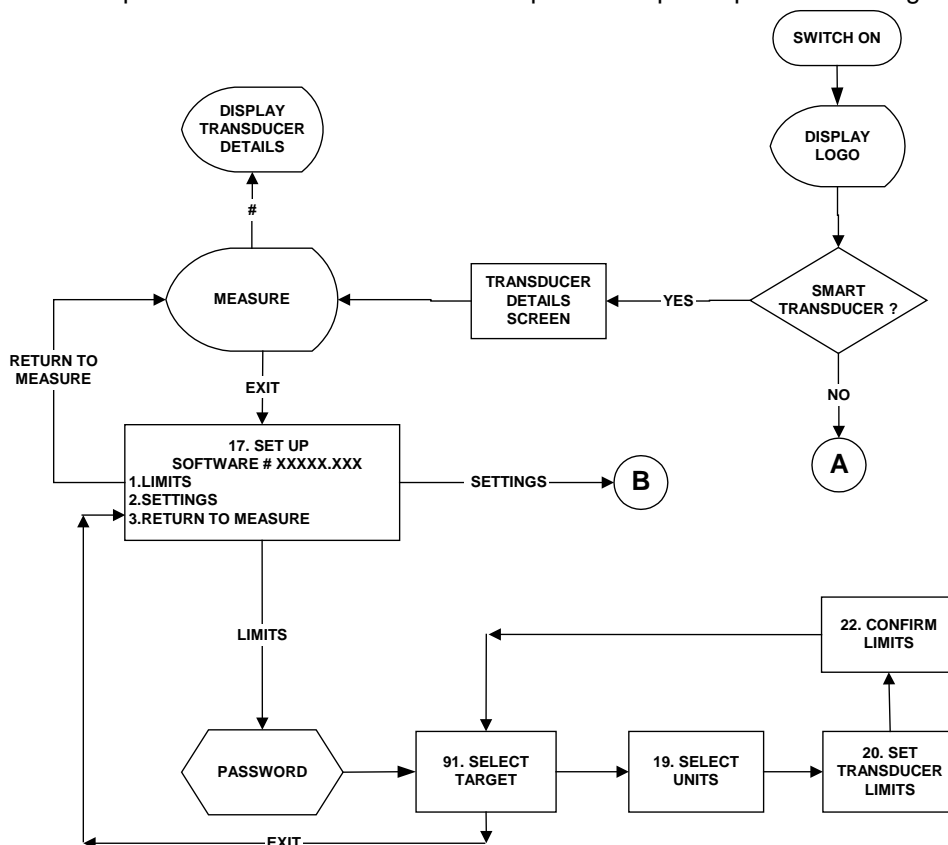 SWITCH ON
DISPLAY
LOGO
SMART
TRANSDUCER ?
YES
NO
A
TRANSDUCER
DETAILS
SCREEN
DISPLAY
TRANSDUCER
DETAILS
#
MEASURE
RETURN TO
MEASURE
EXIT
17. SET UP
SOFTWARE # XXXXX.XXX
1.LIMITS
2.SETTINGS
3.RETURN TO MEASURE
SETTINGS
B
LIMITS
PASSWORD
91. SELECT
TARGET
19. SELECT
UNITS
20. SET
TRANSDUCER
LIMITS
22. CONFIRM
LIMITS
EXIT